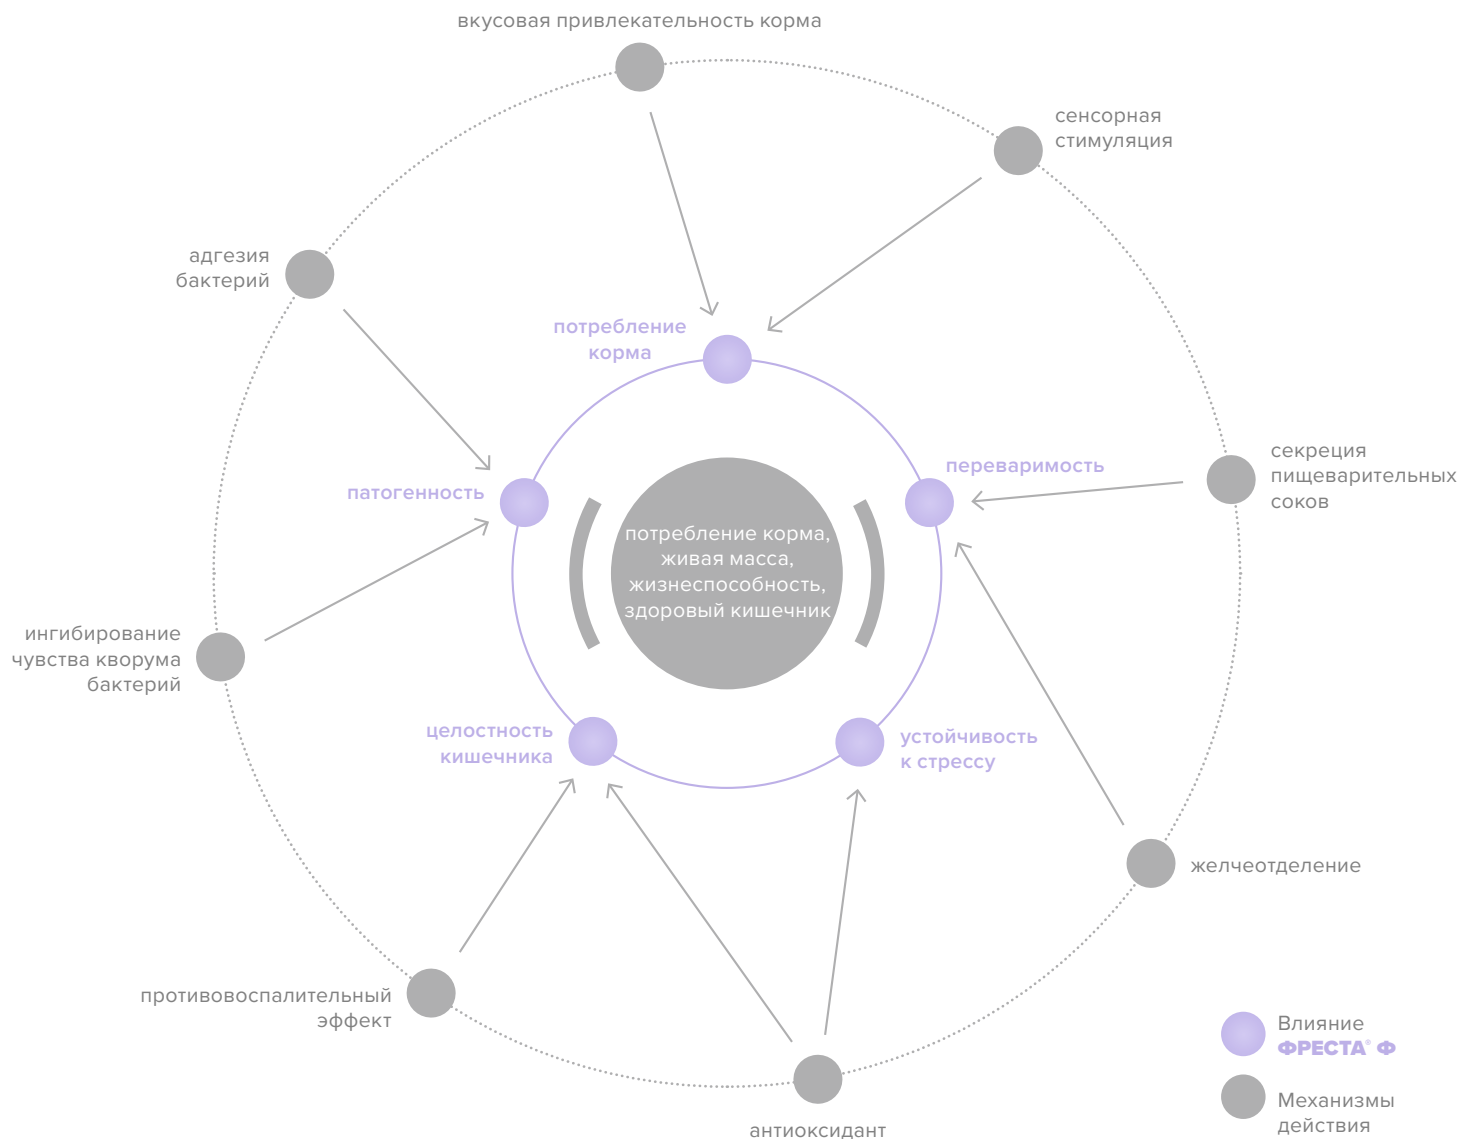 вкусовая привлекательность корма
сенсорная
стимуляция
адгезия
бактерий
потребление
корма
переваримость
секреция
пищеварительных
соков
патогенность
потребление корма,
живая масса,
жизнеспособность,
здоровый кишечник
ингибирование
чувства кворума
бактерий
целостность
кишечника
устойчивость
к стрессу
желчеотделение
противовоспалительный
эффект
антиоксидант
Влияние
ФРЕСТА® Ф
Механизмы
действия